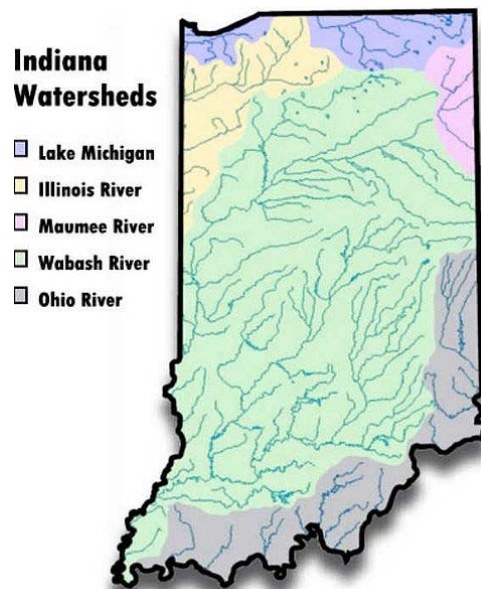 Indiana
Watersheds
Lake Michigan
Illinois River
Maumee River
Wabash River
Ohio River